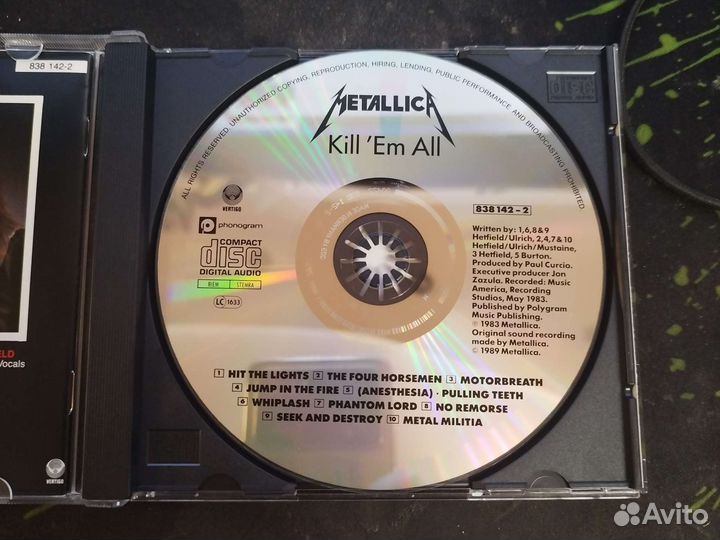 838 142-2
ELD
Vocals
VERTIGO
ALL RIGHTS RESERVED. UNAUTHORIZED COPYING, REPRODUCTION, HIRING, LENDING, PUBLIC PERFORMANCE AND BROADCASTING PROHIBITED
METALLICA
Kill 'Em All
VERTIGO
phonogram
COMPACT
disc
DIGITAL AUDIO
BIEM STEMRA
LC 1633
838 142 - 2
Written by: 1,6,8&9
Hetfield/Ulrich, 2,4,7&10
Hetfield/Ulrich/Mustaine,
3 Hetfield, 5 Burton.
Produced by Paul Curcio.
Executive producer Jan
Zazula. Recorded: Music
America, Recording
Studios, May 1983.
Published by Polygram
Music Publishing.
℗ 1983 Metallica.
Original sound recording
made by Metallica.
© 1989 Metallica.
1 HIT THE LIGHTS 2 THE FOUR HORSEMEN 3 MOTORBREATH
4 JUMP IN THE FIRE 5 (ANESTHESIA) · PULLING TEETH
6 WHIPLASH 7 PHANTOM LORD 8 NO REMORSE
9 SEEK AND DESTROY 10 METAL MILITIA
disc
Avito